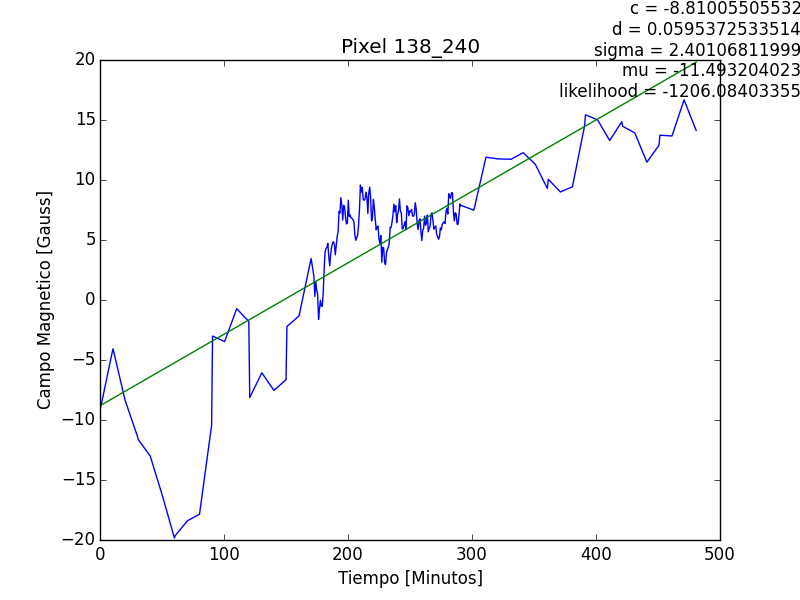 c = -8.81005505532
d = 0.0595372533514
Pixel 138_240
sigma = 2.40106811999
mu = -11.493204023
likelihood = -1206.08403355
20
15
10
5
0
−5
−10
−15
−20
Campo Magnetico [Gauss]
0 100 200 300 400 500
Tiempo [Minutos]